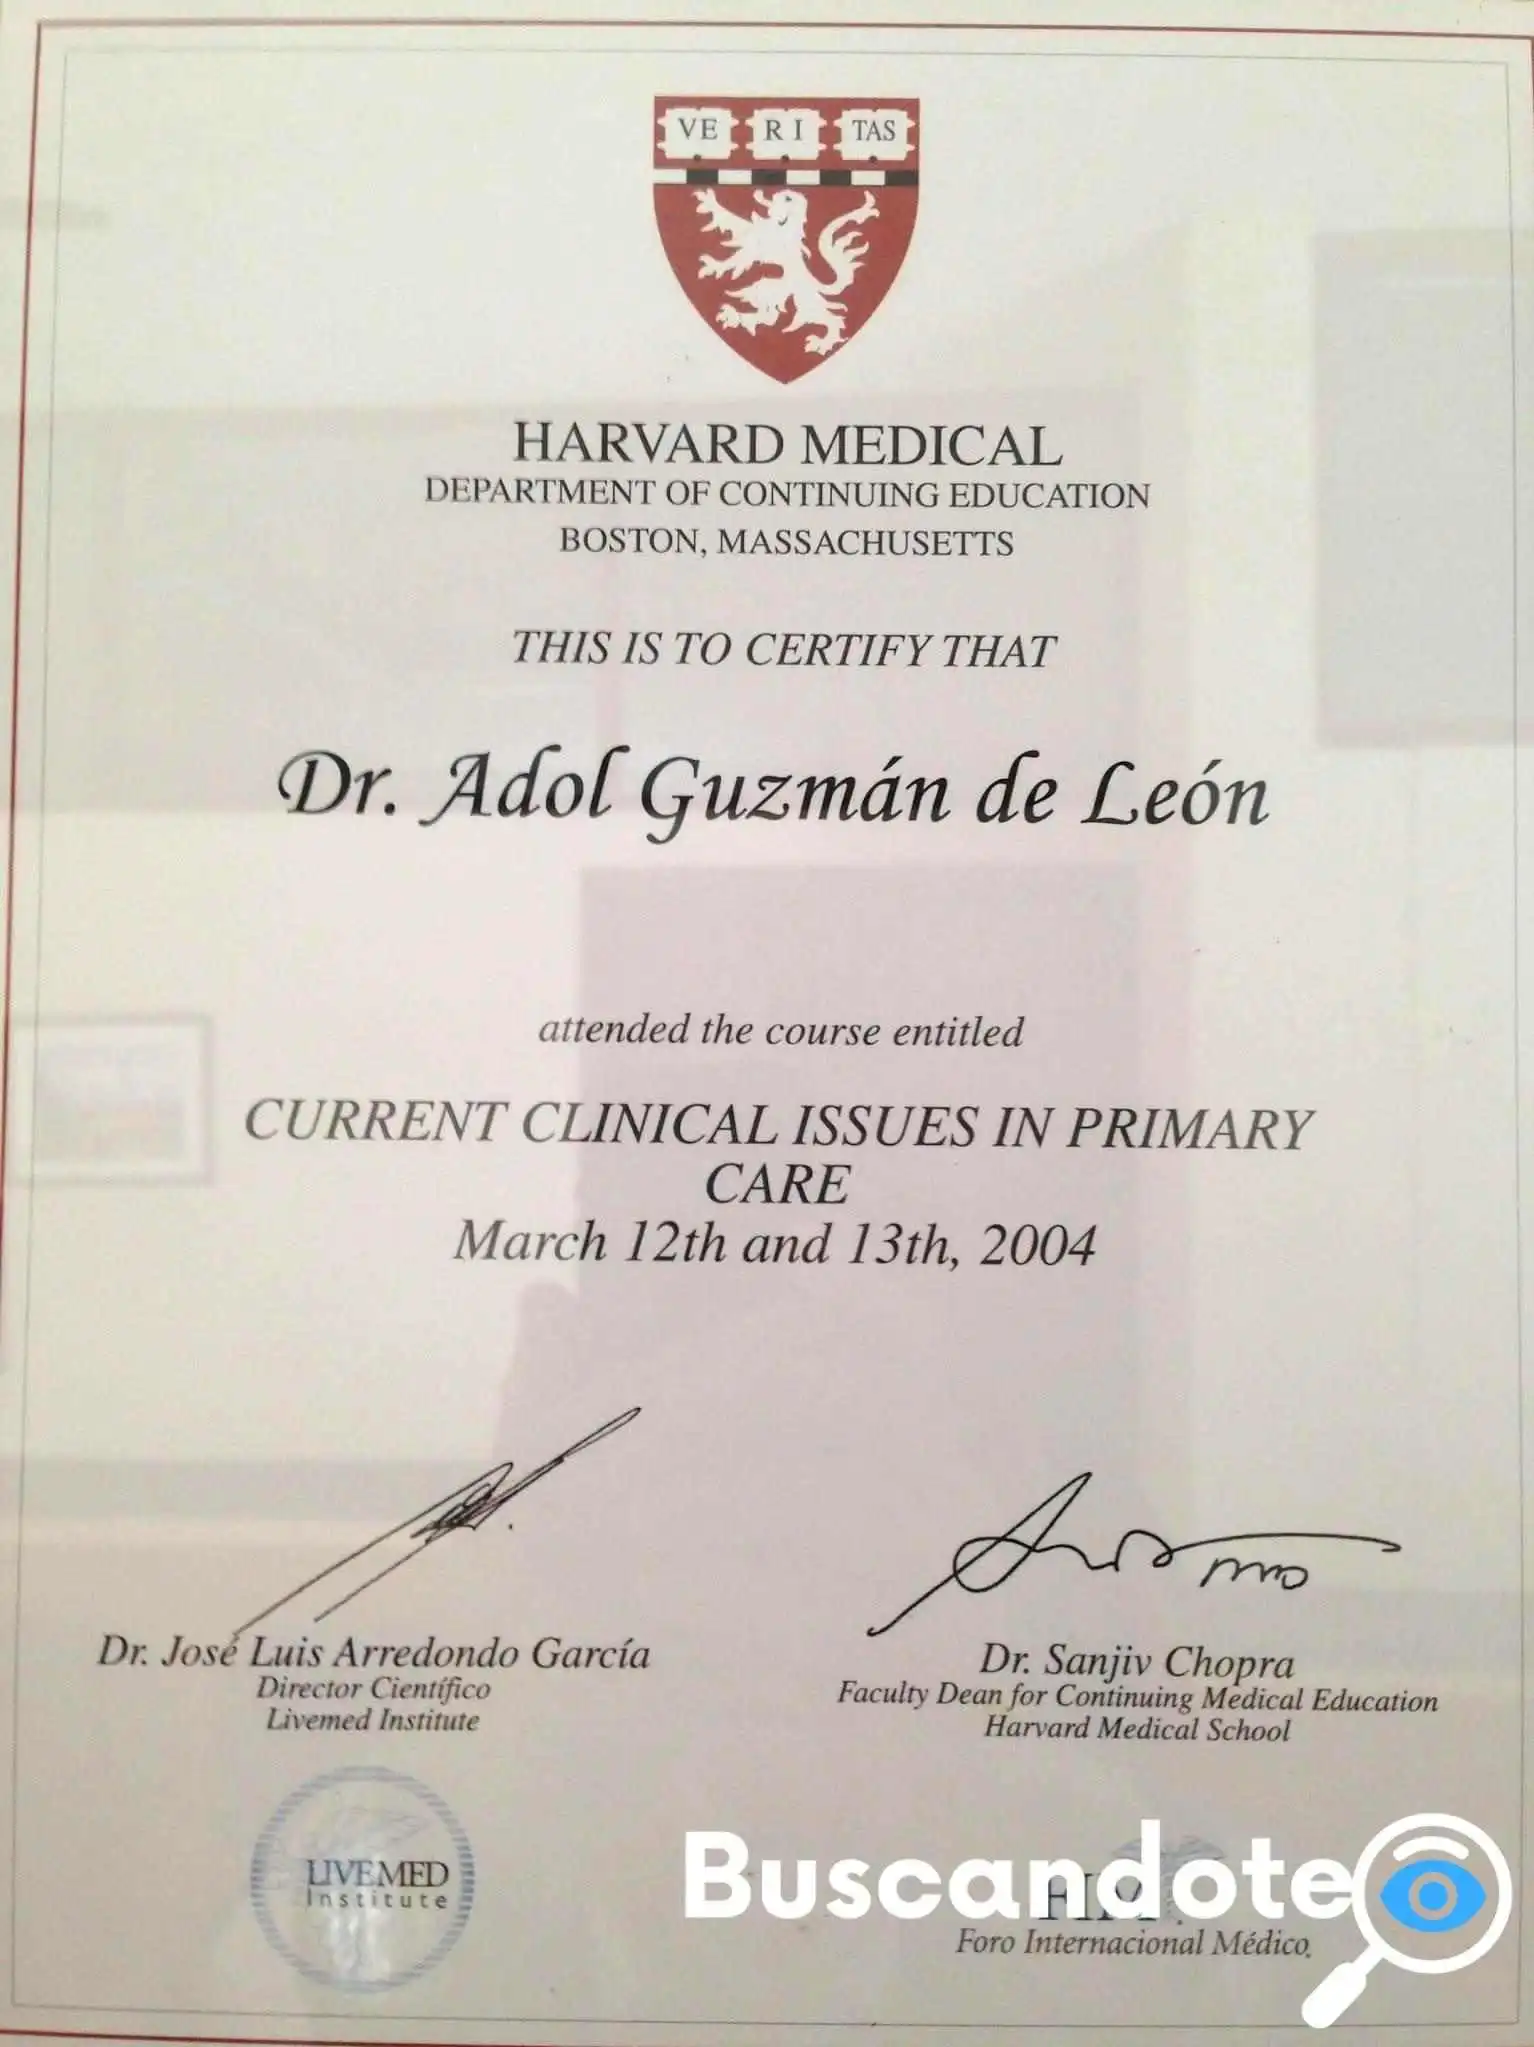 VE RI TAS
HARVARD MEDICAL
DEPARTMENT OF CONTINUING EDUCATION
BOSTON, MASSACHUSETTS
THIS IS TO CERTIFY THAT
Dr. Adol Guzmán de León
attended the course entitled
CURRENT CLINICAL ISSUES IN PRIMARY
CARE
March 12th and 13th, 2004
Dr. José Luis Arredondo García
Director Científico
Livemed Institute
Dr. Sanjiv Chopra
Faculty Dean for Continuing Medical Education
Harvard Medical School
LIVEMED
Institute
Buscandote
Foro Internacional Médico.